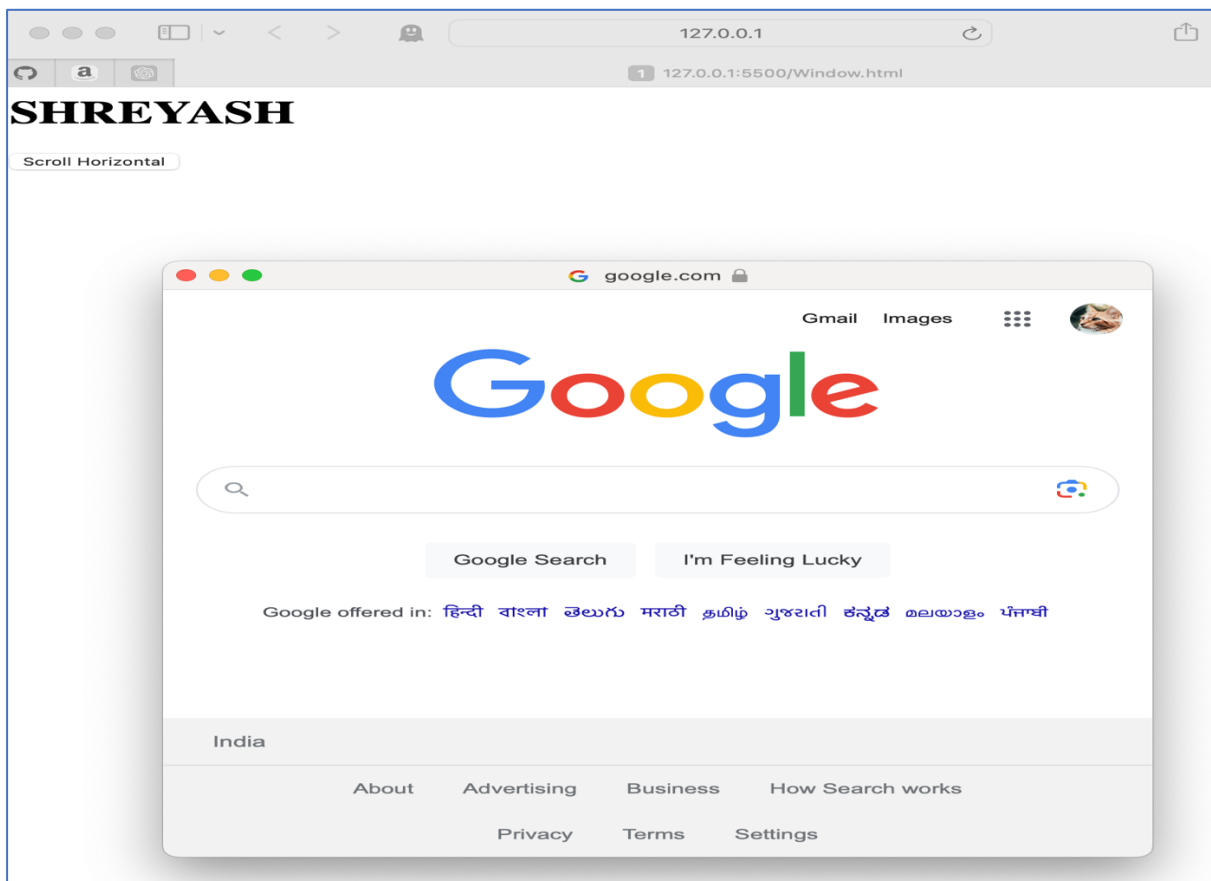 127.0.0.1
a
1 127.0.0.1:5500/Window.html
SHREYASH
Scroll Horizontal
G google.com
Gmail Images
Google
Google Search I'm Feeling Lucky
Google offered in: हिन्दी বাংলা తెలుగు मराठी தமிழ் ગુજરાતી ಕನ್ನಡ മലയാളം ਪੰਜਾਬੀ
India
About Advertising Business How Search works
Privacy Terms Settings